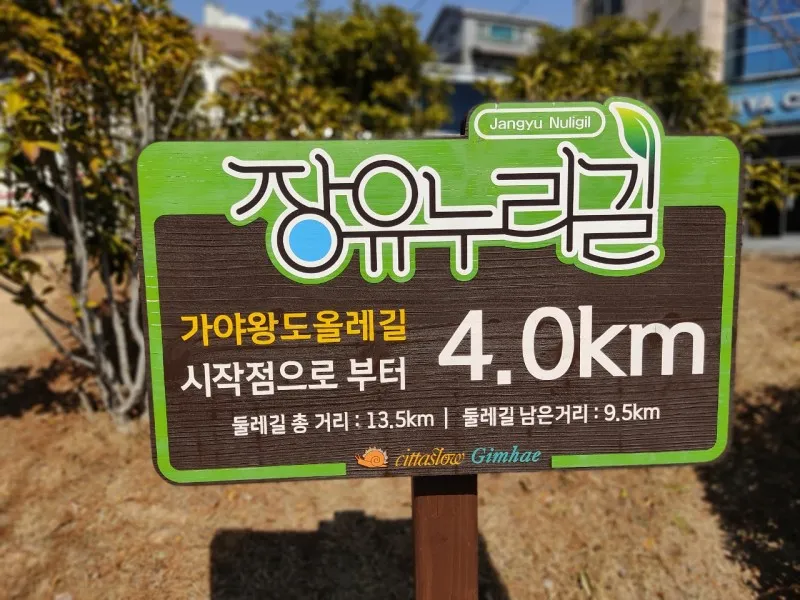 Jangyu Nuligil
장유누리길
가야왕도올레길
시작점으로 부터
4.0km
둘레길 총 거리 : 13.5km | 둘레길 남은거리 : 9.5km
cittaslow Gimhae